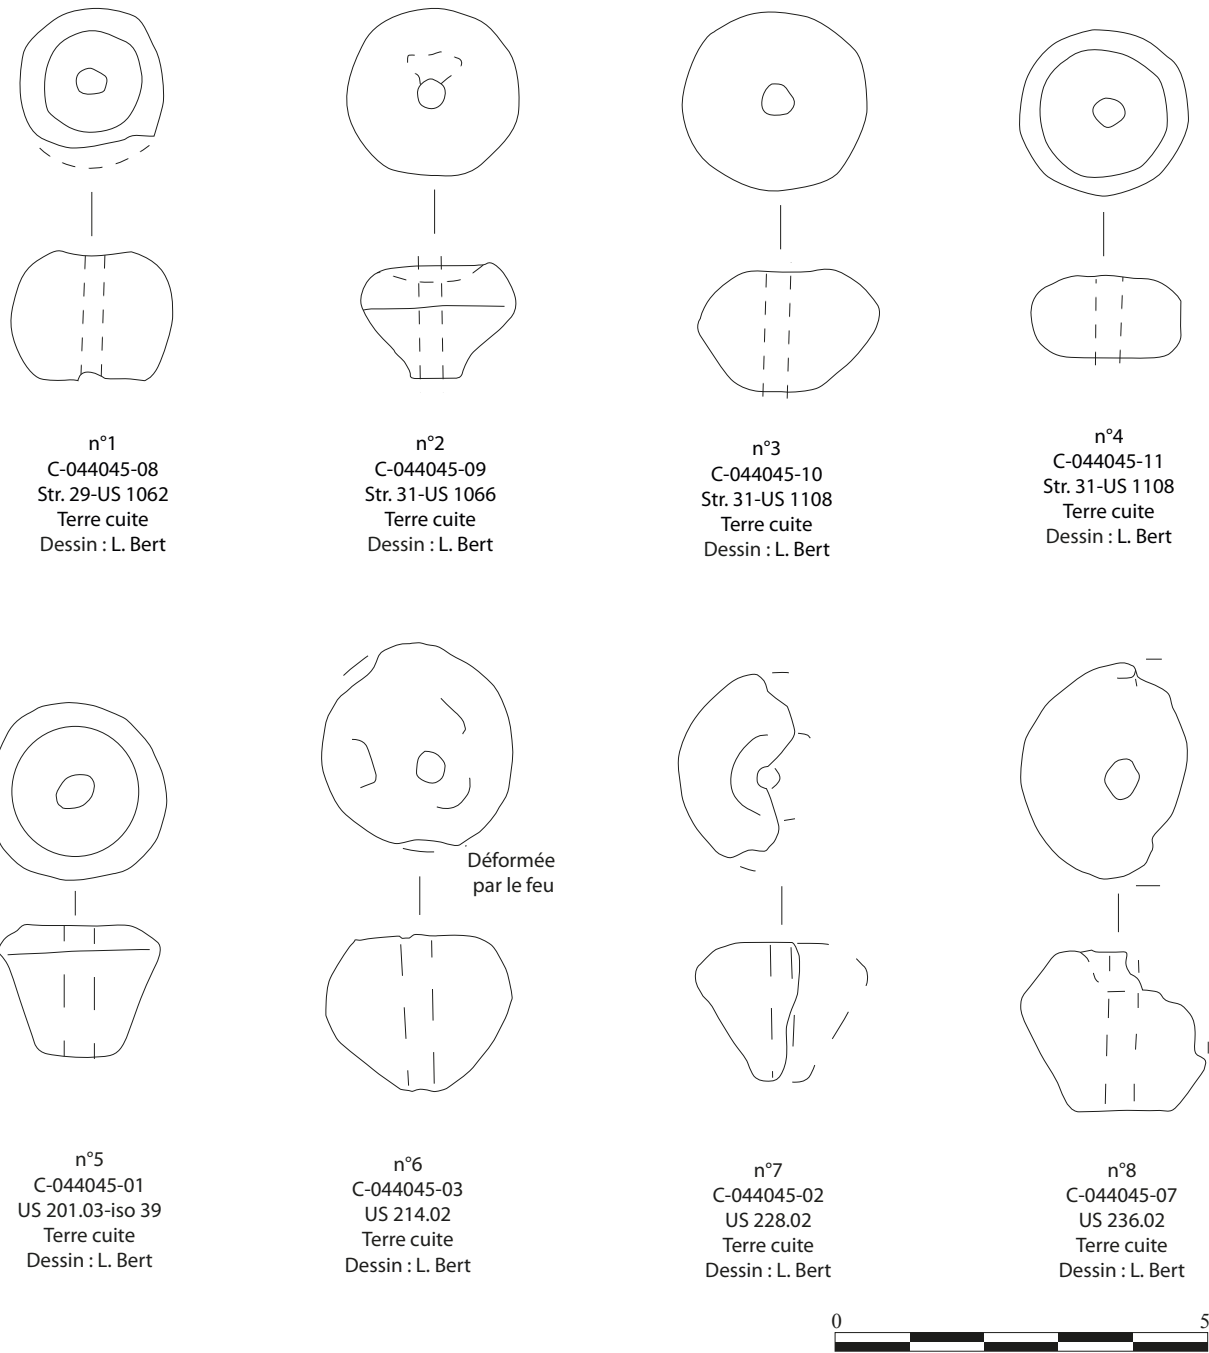 n°1
C-044045-08
Str. 29-US 1062
Terre cuite
Dessin : L. Bert
n°2
C-044045-09
Str. 31-US 1066
Terre cuite
Dessin : L. Bert
n°3
C-044045-10
Str. 31-US 1108
Terre cuite
Dessin : L. Bert
n°4
C-044045-11
Str. 31-US 1108
Terre cuite
Dessin : L. Bert
Déformée
par le feu
n°5
C-044045-01
US 201.03-iso 39
Terre cuite
Dessin : L. Bert
n°6
C-044045-03
US 214.02
Terre cuite
Dessin : L. Bert
n°7
C-044045-02
US 228.02
Terre cuite
Dessin : L. Bert
n°8
C-044045-07
US 236.02
Terre cuite
Dessin : L. Bert
0 5